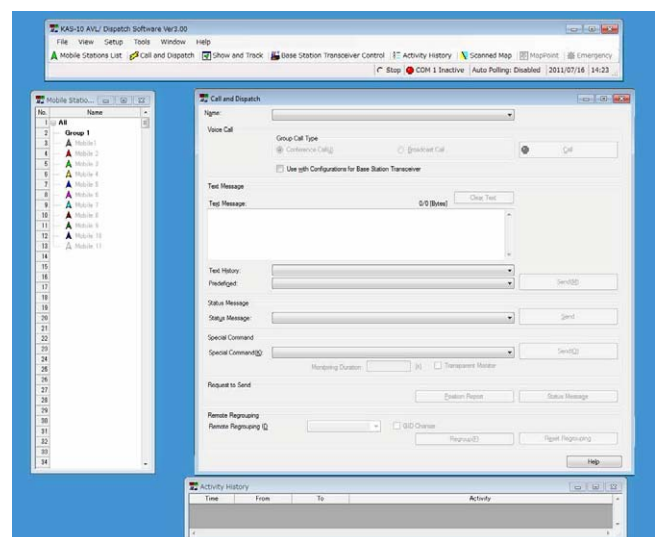 KAS-10 AVL/ Dispatch Software Ver3.00
File View Setup Tools Window Help
Mobile Stations List Call and Dispatch Show and Track Base Station Transceiver Control Activity History Scanned Map MapPoint Emergency
Stop COM 1 Inactive Auto Polling: Disabled 2011/07/16 14:23
Mobile Statio...
No. Name
1 All
2 Group 1
3 Mobile 1
4 Mobile 2
5 Mobile 3
6 Mobile 4
7 Mobile 5
8 Mobile 6
9 Mobile 7
10 Mobile 8
11 Mobile 9
12 Mobile 10
13 Mobile 11
14
15
16
17
18
19
20
21
22
23
24
25
26
27
28
29
30
31
32
33
34
Call and Dispatch
Name:
Voice Call
Group Call Type
Conference Call(J)
Broadcast Call
Call
Use with Configurations for Base Station Transceiver
Text Message
Clear Text
Text Message: 0/0 [Bytes]
Text History:
Predefined: Send(W)
Status Message
Status Message: Send
Special Command
Special Command(K): Send(Q)
Monitoring Duration: [s] Transparent Monitor
Request to Send
Position Report Status Message
Remote Regrouping
Remote Regrouping ID GID Change
Regroup(F) Reset Regrouping
Help
Activity History
Time From To Activity